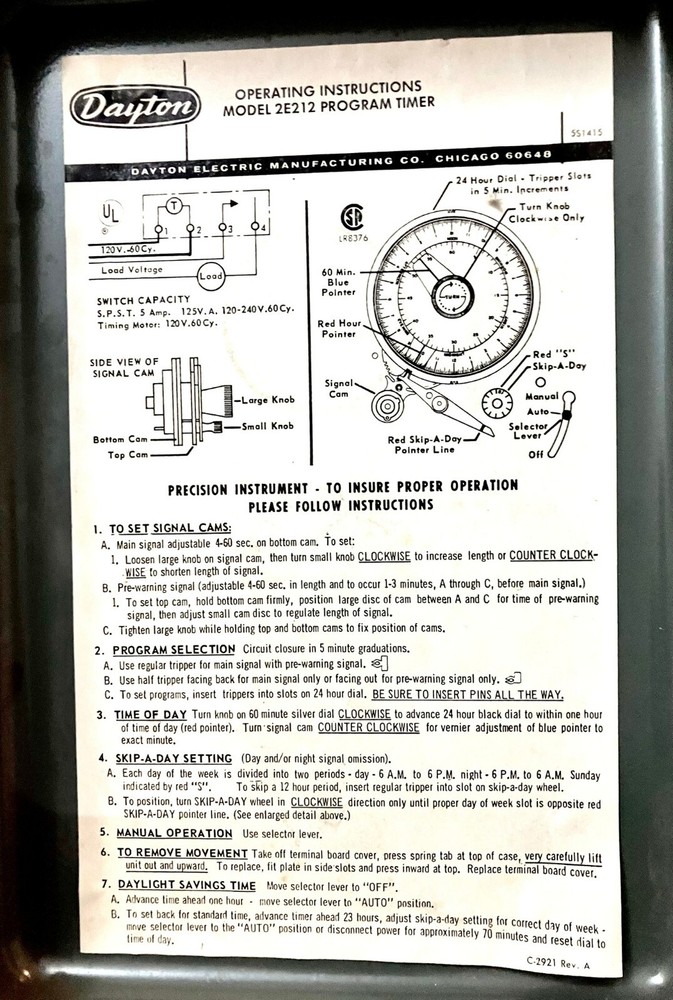 Dayton
OPERATING INSTRUCTIONS
MODEL 2E212 PROGRAM TIMER
5S1415
DAYTON ELECTRIC MANUFACTURING CO. CHICAGO 60648
UL
®
T
1 2 3 4
120V.-60Cy.
Load Voltage
Load
SWITCH CAPACITY
S.P.S.T. 5 Amp. 125V.A. 120-240V.60Cy.
Timing Motor: 120V.60Cy.
SIDE VIEW OF
SIGNAL CAM
Large Knob
Small Knob
Bottom Cam
Top Cam
LR8376
24 Hour Dial - Tripper Slots
in 5 Min. Increments
Turn Knob
Clockwise Only
60 Min.
Blue
Pointer
TURN
Red Hour
Pointer
Signal
Cam
Red Skip-A-Day
Pointer Line
Red "S"
Skip-A-Day
Manual
Auto
Selector
Lever
Off
PRECISION INSTRUMENT - TO INSURE PROPER OPERATION
PLEASE FOLLOW INSTRUCTIONS
1. TO SET SIGNAL CAMS:
A. Main signal adjustable 4-60 sec. on bottom cam. To set:
1. Loosen large knob on signal cam, then turn small knob CLOCKWISE to increase length or COUNTER CLOCK-
WISE to shorten length of signal.
B. Pre-warning signal (adjustable 4-60 sec. in length and to occur 1-3 minutes, A through C, before main signal.)
1. To set top cam, hold bottom cam firmly, position large disc of cam between A and C for time of pre-warning
signal, then adjust small cam disc to regulate length of signal.
C. Tighten large knob while holding top and bottom cams to fix position of cams.
2. PROGRAM SELECTION Circuit closure in 5 minute graduations.
A. Use regular tripper for main signal with pre-warning signal.
B. Use half tripper facing back for main signal only or facing out for pre-warning signal only.
C. To set programs, insert trippers into slots on 24 hour dial. BE SURE TO INSERT PINS ALL THE WAY.
3. TIME OF DAY Turn knob on 60 minute silver dial CLOCKWISE to advance 24 hour black dial to within one hour
of time of day (red pointer). Turn signal cam COUNTER CLOCKWISE for vernier adjustment of blue pointer to
exact minute.
4. SKIP-A-DAY SETTING (Day and/or night signal omission).
A. Each day of the week is divided into two periods - day - 6 A.M. to 6 P.M. night - 6 P.M. to 6 A.M. Sunday
indicated by red "S". To skip a 12 hour period, insert regular tripper into slot on skip-a-day wheel.
B. To position, turn SKIP-A-DAY wheel in CLOCKWISE direction only until proper day of week slot is opposite red
SKIP-A-DAY pointer line. (See enlarged detail above.)
5. MANUAL OPERATION Use selector lever.
6. TO REMOVE MOVEMENT Take off terminal board cover, press spring tab at top of case, very carefully lift
unit out and upward. To replace, fit plate in side slots and press inward at top. Replace terminal board cover.
7. DAYLIGHT SAVINGS TIME Move selector lever to "OFF".
A. Advance time ahead one hour - move selector lever to "AUTO" position.
B. To set back for standard time, advance timer ahead 23 hours, adjust skip-a-day setting for correct day of week -
move selector lever to the "AUTO" position or disconnect power for approximately 70 minutes and reset dial to
time of day.
C-2921 Rev. A